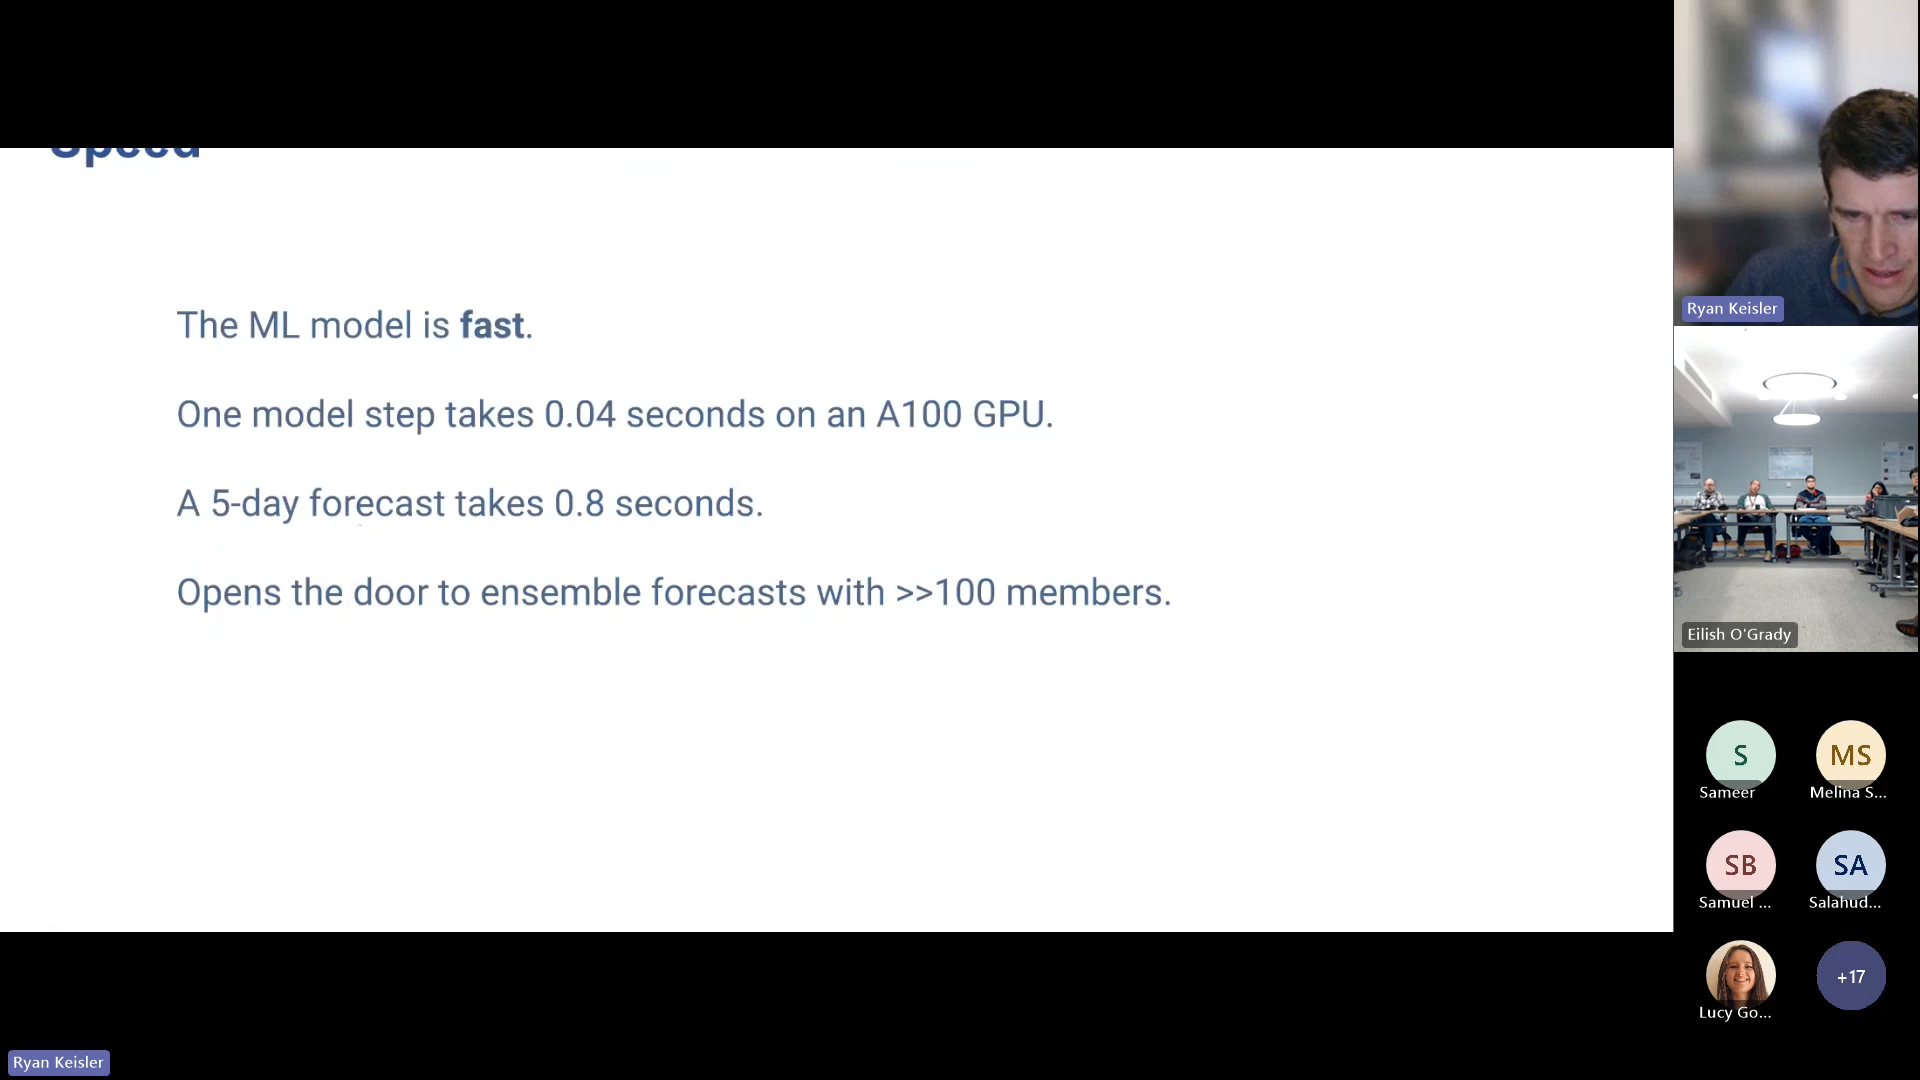 Speed
The ML model is fast.
One model step takes 0.04 seconds on an A100 GPU.
A 5-day forecast takes 0.8 seconds.
Opens the door to ensemble forecasts with >>100 members.
Ryan Keisler
Eilish O'Grady
S
MS
Sameer
Melina S...
SB
SA
Samuel ...
Salahud...
+17
Lucy Go...
Ryan Keisler